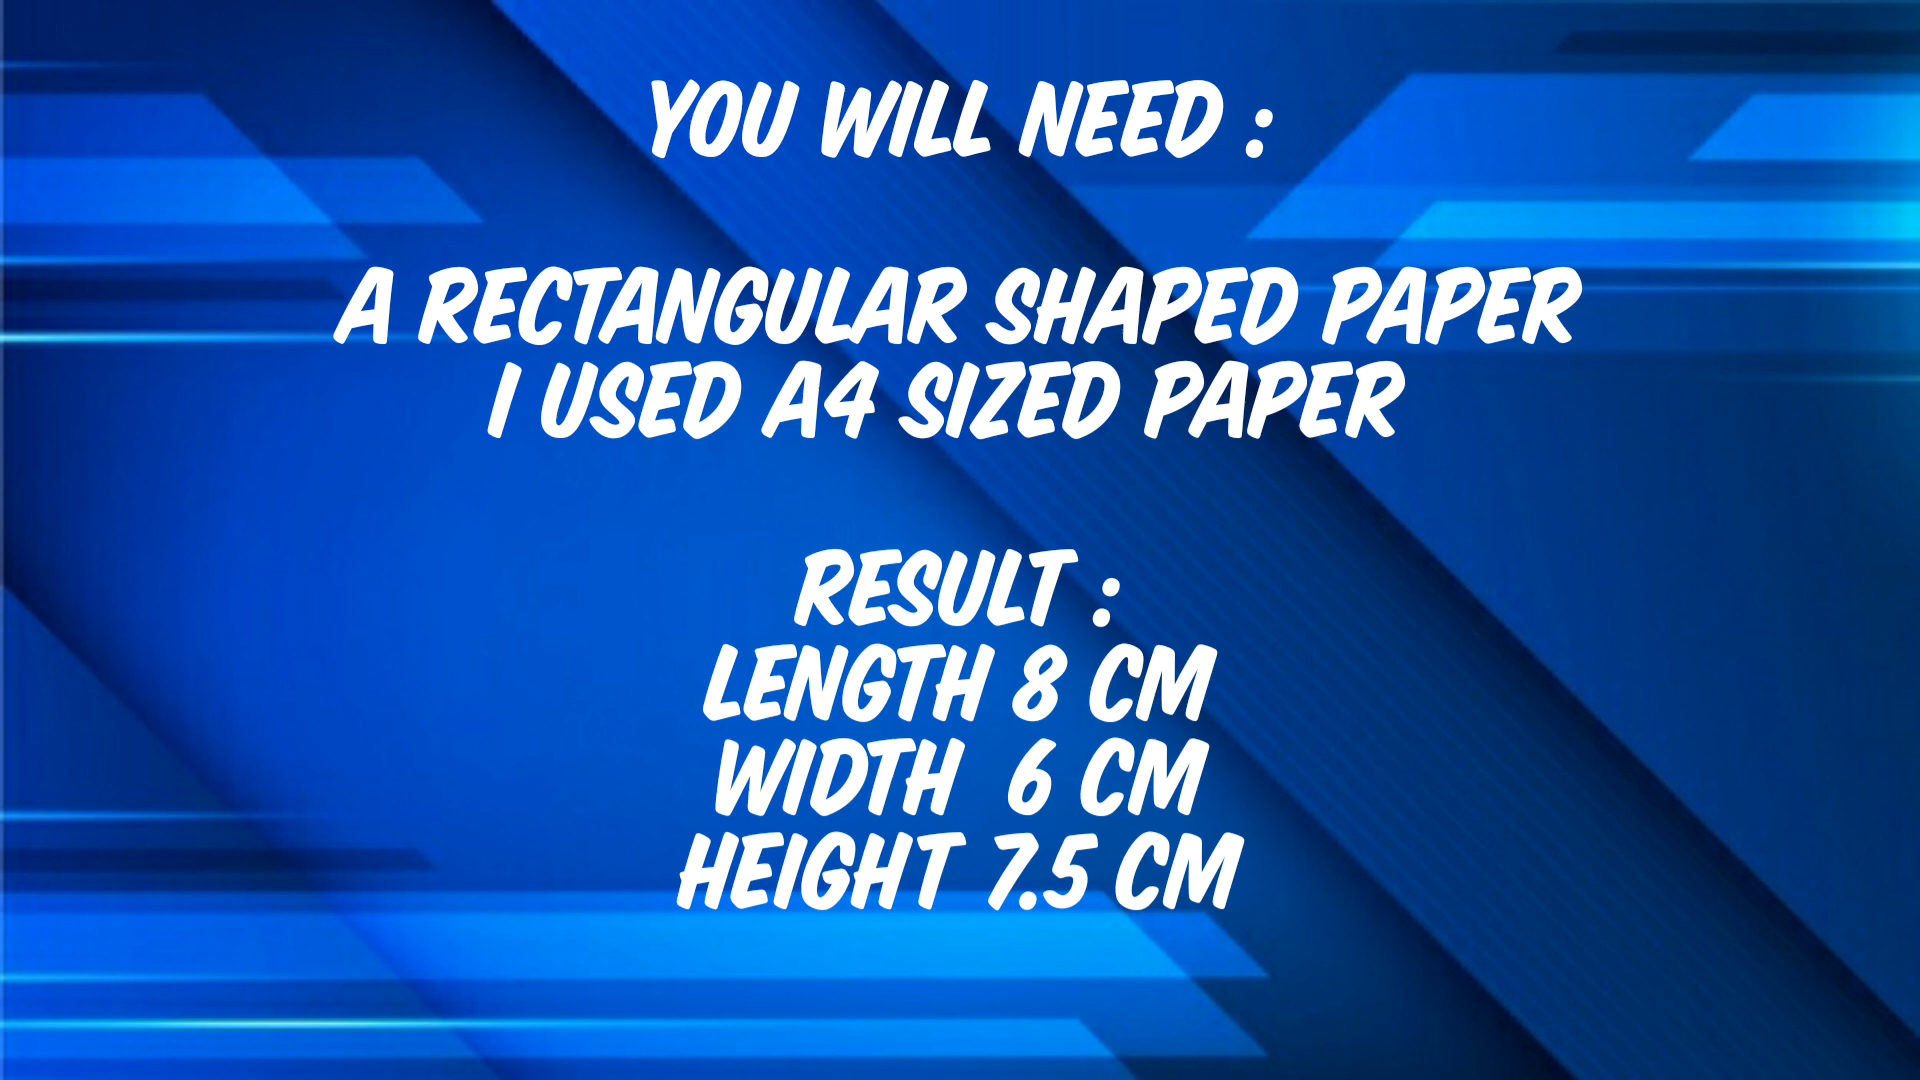 YOU WILL NEED :
A RECTANGULAR SHAPED PAPER
I USED A4 SIZED PAPER
RESULT :
LENGTH 8 CM
WIDTH 6 CM
HEIGHT 7.5 CM